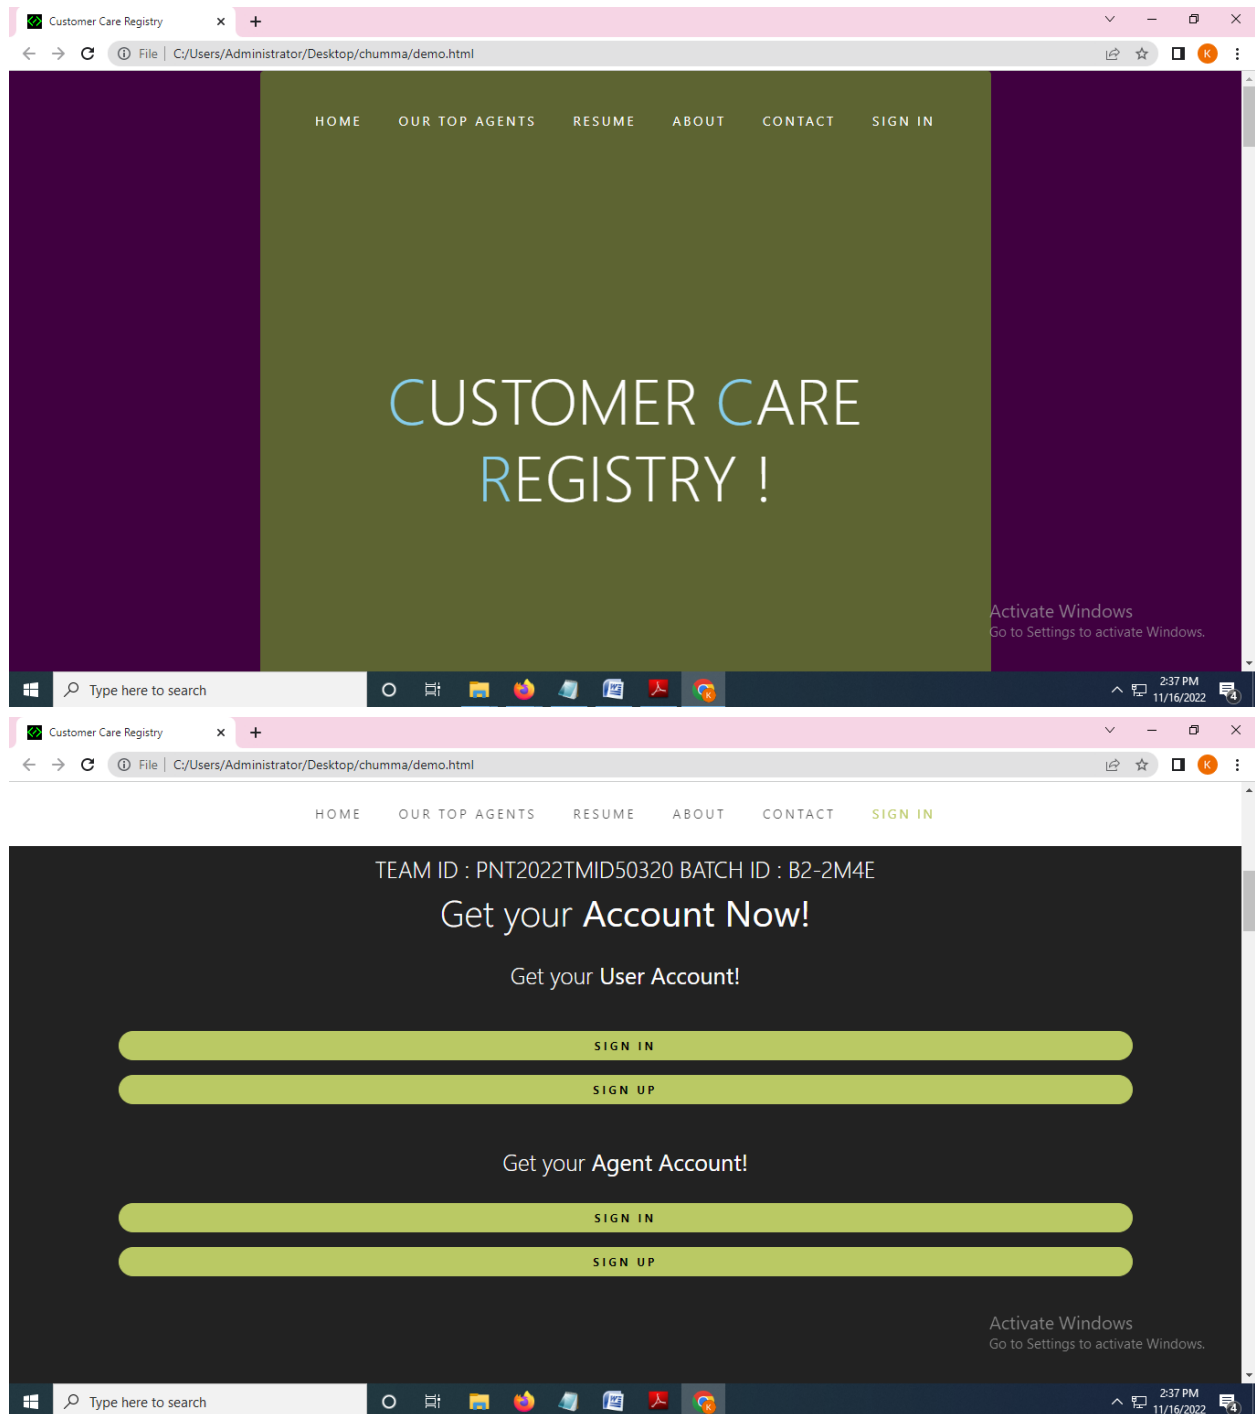 Customer Care Registry
File | C:/Users/Administrator/Desktop/chumma/demo.html
K
HOME OUR TOP AGENTS RESUME ABOUT CONTACT SIGN IN
CUSTOMER CARE
REGISTRY !
Activate Windows
Go to Settings to activate Windows.
Type here to search
2:37 PM
11/16/2022
4
Customer Care Registry
File | C:/Users/Administrator/Desktop/chumma/demo.html
K
HOME OUR TOP AGENTS RESUME ABOUT CONTACT SIGN IN
TEAM ID : PNT2022TMID50320 BATCH ID : B2-2M4E
Get your Account Now!
Get your User Account!
SIGN IN
SIGN UP
Get your Agent Account!
SIGN IN
SIGN UP
Activate Windows
Go to Settings to activate Windows.
Type here to search
2:37 PM
11/16/2022
4